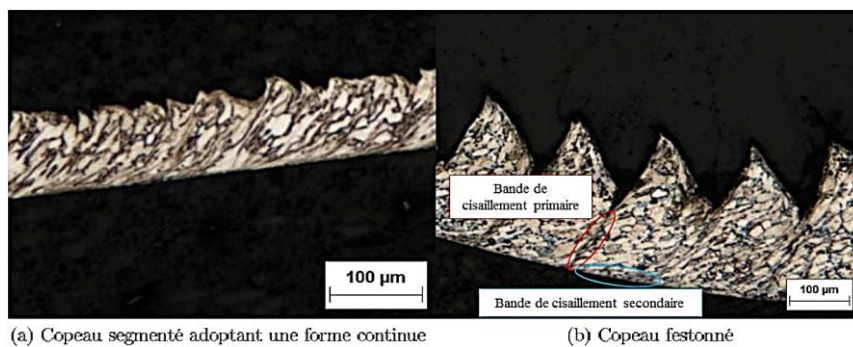 Bande de
cisaillement primaire
100 µm
Bande de cisaillement secondaire
100 µm
(a) Copeau segmenté adoptant une forme continue
(b) Copeau festonné